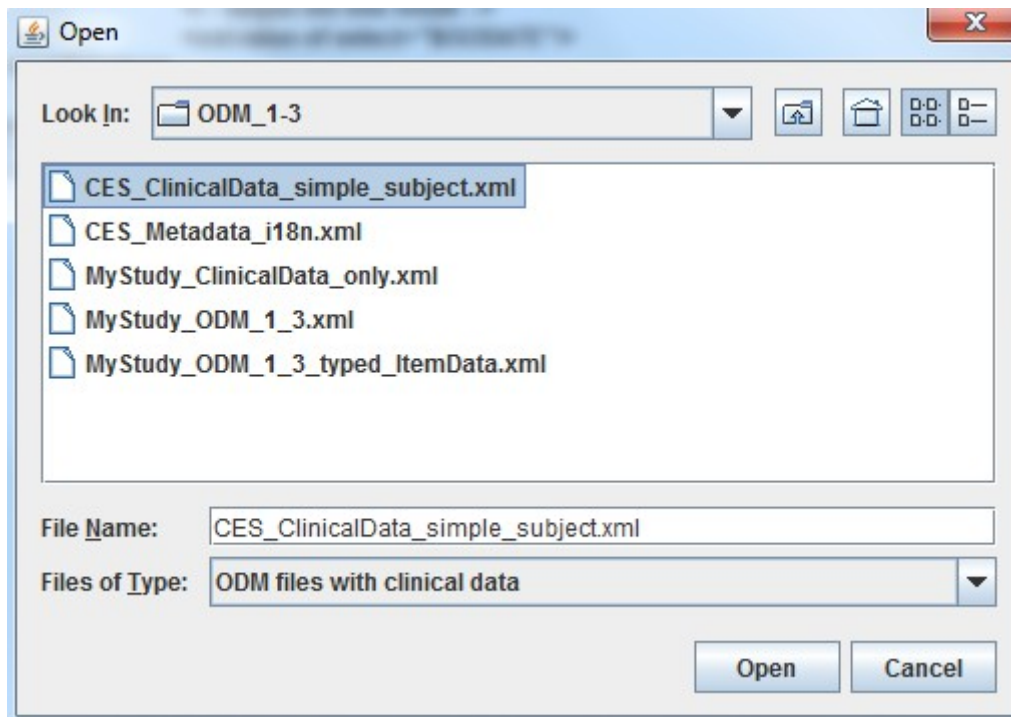 Open
Look In: ODM_1-3
CES_ClinicalData_simple_subject.xml
CES_Metadata_i18n.xml
MyStudy_ClinicalData_only.xml
MyStudy_ODM_1_3.xml
MyStudy_ODM_1_3_typed_ItemData.xml
File Name: CES_ClinicalData_simple_subject.xml
Files of Type: ODM files with clinical data
Open Cancel